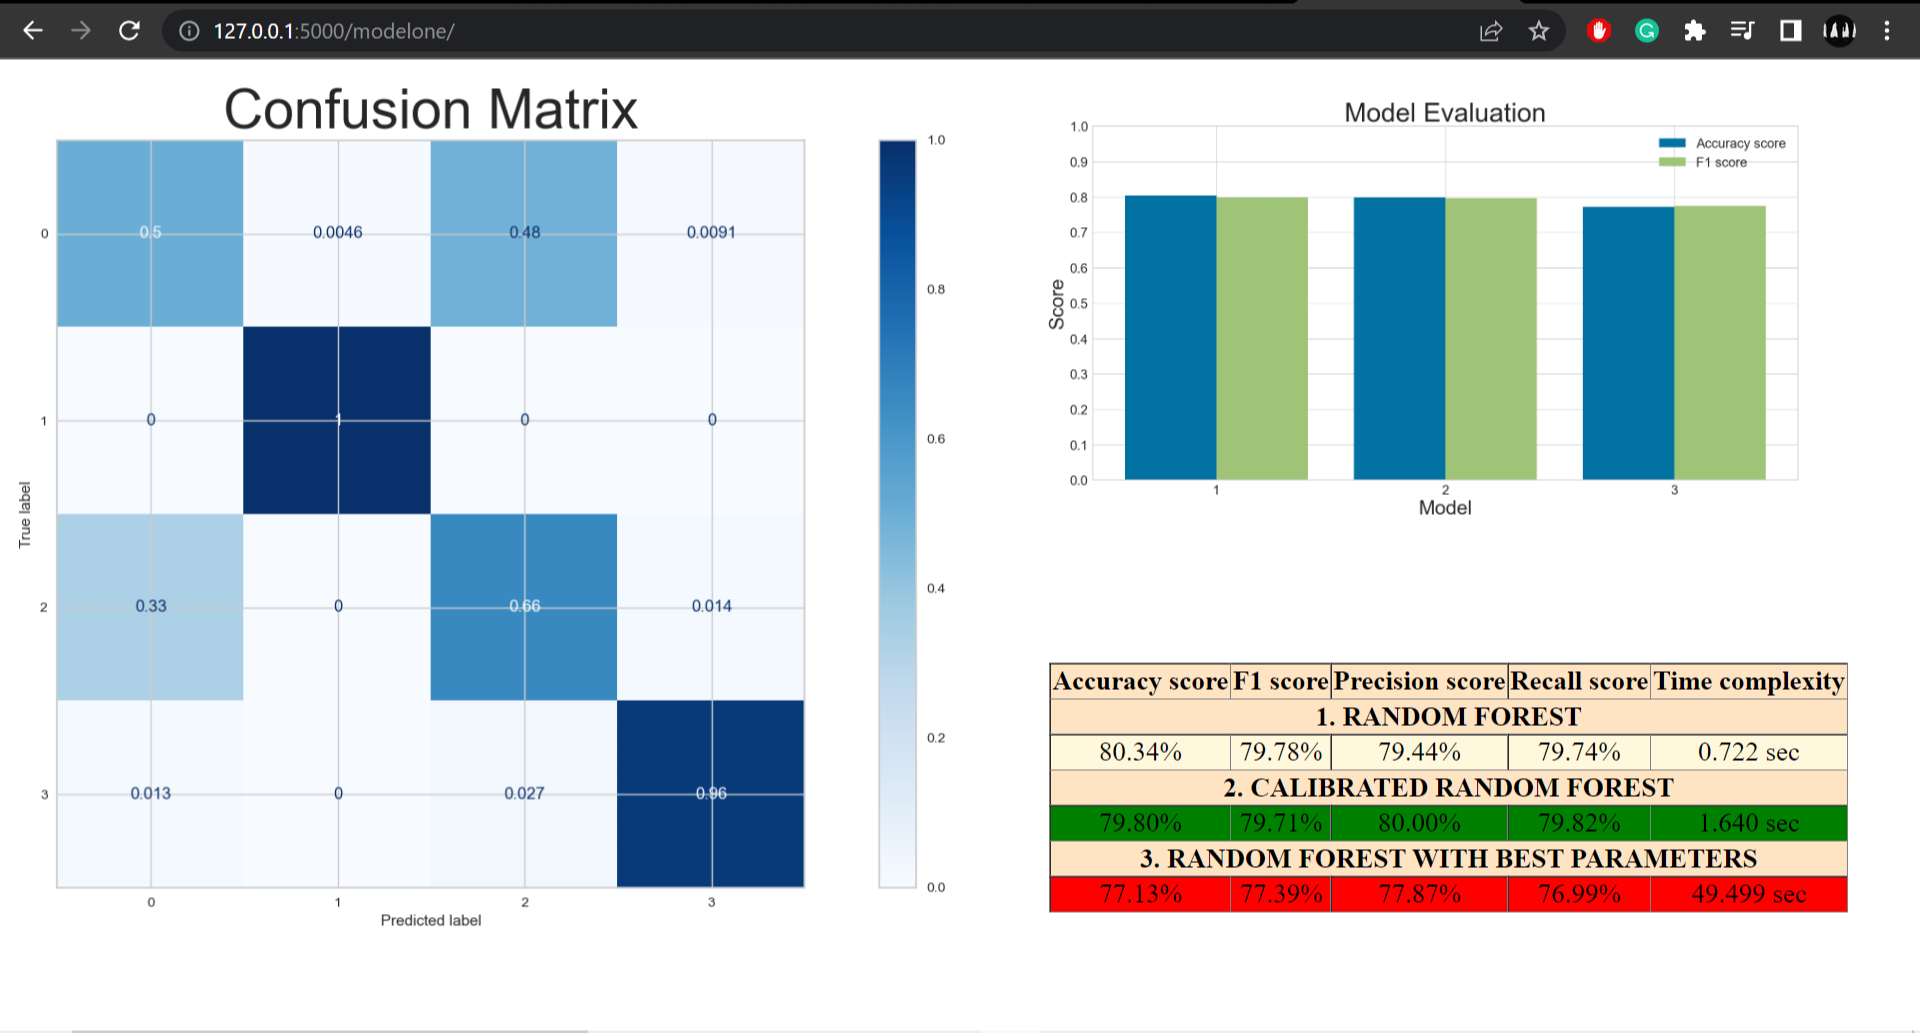 127.0.0.1:5000/modelone/
Confusion Matrix
0 0.5 0.0046 0.48 0.0091
1 0 1 0 0
2 0.33 0 0.66 0.014
3 0.013 0 0.027 0.96
0 1 2 3
True label
Predicted label
1.0
0.8
0.6
0.4
0.2
0.0
Model Evaluation
Accuracy score
F1 score
1.0
0.9
0.8
0.7
0.6
0.5
0.4
0.3
0.2
0.1
0.0
Score
1 2 3
Model
Accuracy score F1 score Precision score Recall score Time complexity
1. RANDOM FOREST
80.34% 79.78% 79.44% 79.74% 0.722 sec
2. CALIBRATED RANDOM FOREST
79.80% 79.71% 80.00% 79.82% 1.640 sec
3. RANDOM FOREST WITH BEST PARAMETERS
77.13% 77.39% 77.87% 76.99% 49.499 sec